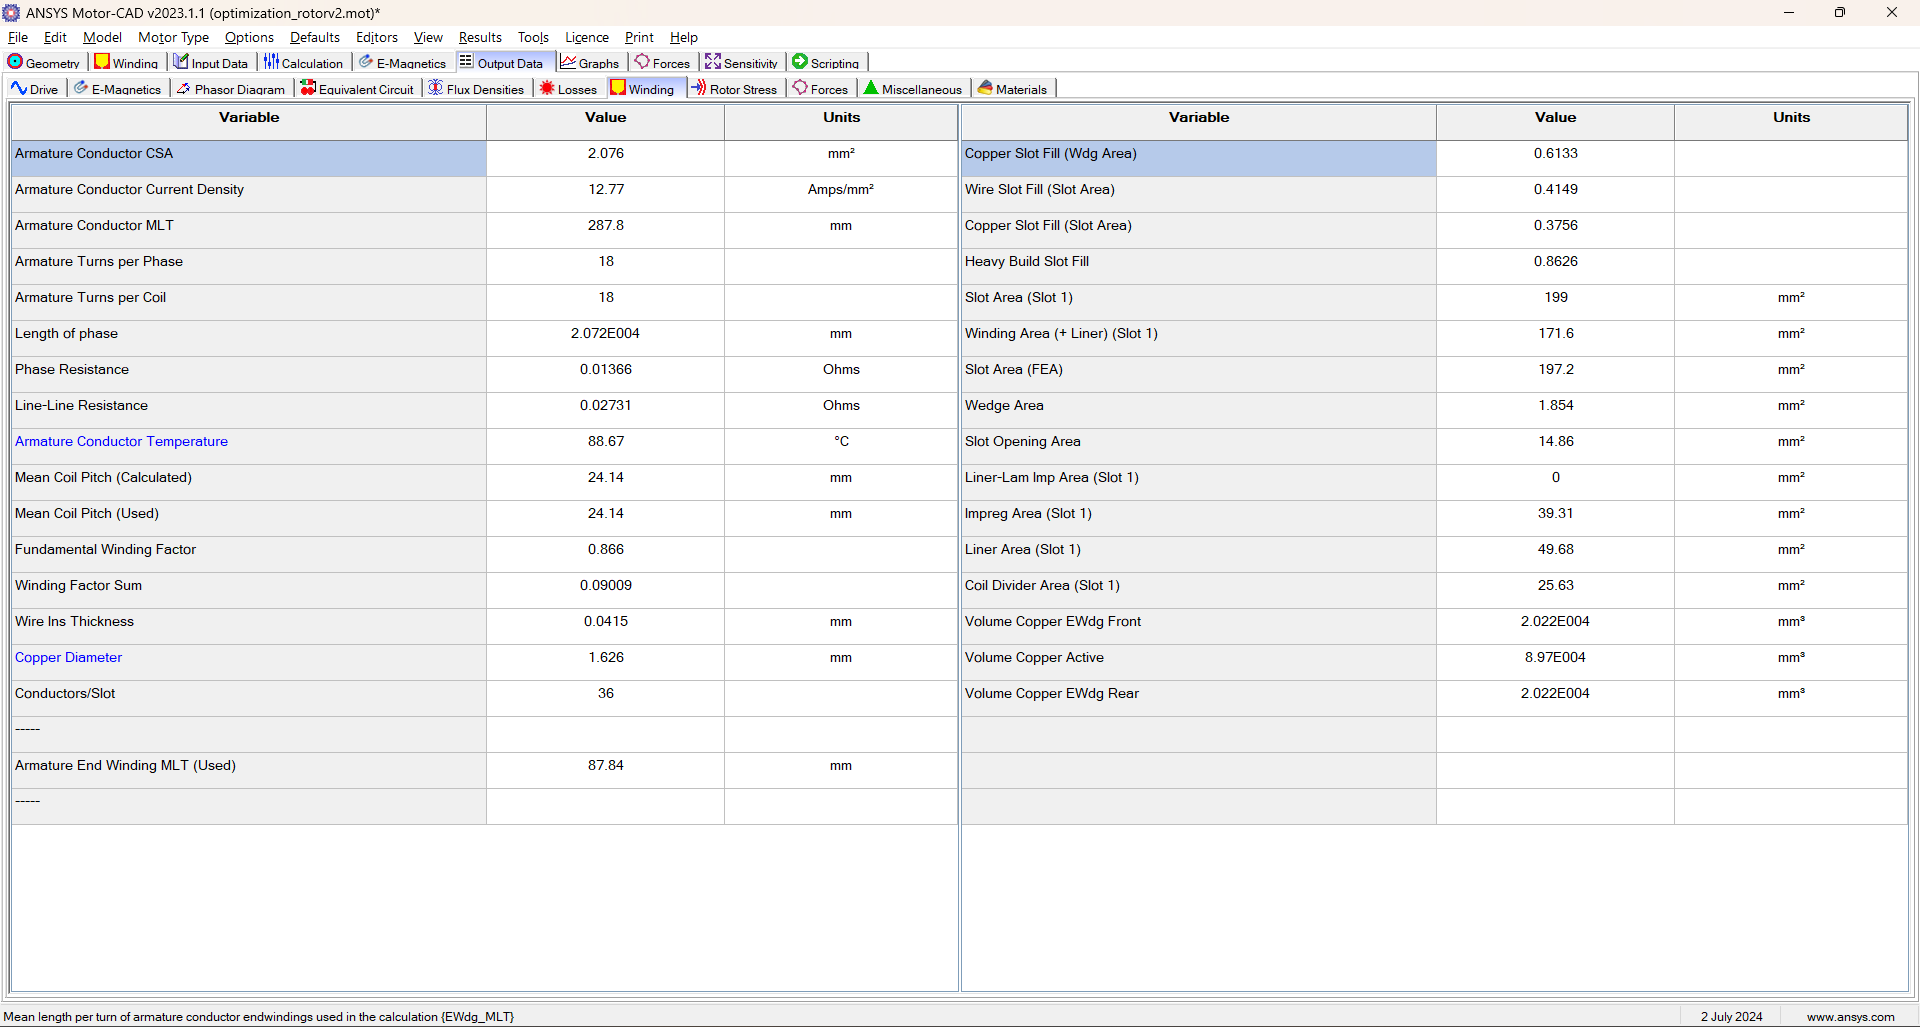 ANSYS Motor-CAD v2023.1.1 (optimization_rotorv2.mot)*
File Edit Model Motor Type Options Defaults Editors View Results Tools Licence Print Help
Geometry Winding Input Data Calculation E-Magnetics Output Data Graphs Forces Sensitivity Scripting
Drive E-Magnetics Phasor Diagram Equivalent Circuit Flux Densities Losses Winding Rotor Stress Forces Miscellaneous Materials
Variable Value Units Variable Value Units
Armature Conductor CSA 2.076 mm² Copper Slot Fill (Wdg Area) 0.6133
Armature Conductor Current Density 12.77 Amps/mm² Wire Slot Fill (Slot Area) 0.4149
Armature Conductor MLT 287.8 mm Copper Slot Fill (Slot Area) 0.3756
Armature Turns per Phase 18 Heavy Build Slot Fill 0.8626
Armature Turns per Coil 18 Slot Area (Slot 1) 199 mm²
Length of phase 2.072E004 mm Winding Area (+ Liner) (Slot 1) 171.6 mm²
Phase Resistance 0.01366 Ohms Slot Area (FEA) 197.2 mm²
Line-Line Resistance 0.02731 Ohms Wedge Area 1.854 mm²
Armature Conductor Temperature 88.67 °C Slot Opening Area 14.86 mm²
Mean Coil Pitch (Calculated) 24.14 mm Liner-Lam Imp Area (Slot 1) 0 mm²
Mean Coil Pitch (Used) 24.14 mm Impreg Area (Slot 1) 39.31 mm²
Fundamental Winding Factor 0.866 Liner Area (Slot 1) 49.68 mm²
Winding Factor Sum 0.09009 Coil Divider Area (Slot 1) 25.63 mm²
Wire Ins Thickness 0.0415 mm Volume Copper EWdg Front 2.022E004 mm³
Copper Diameter 1.626 mm Volume Copper Active 8.97E004 mm³
Conductors/Slot 36 Volume Copper EWdg Rear 2.022E004 mm³
-----
Armature End Winding MLT (Used) 87.84 mm
-----
Mean length per turn of armature conductor endwindings used in the calculation {EWdg_MLT} 2 July 2024 www.ansys.com